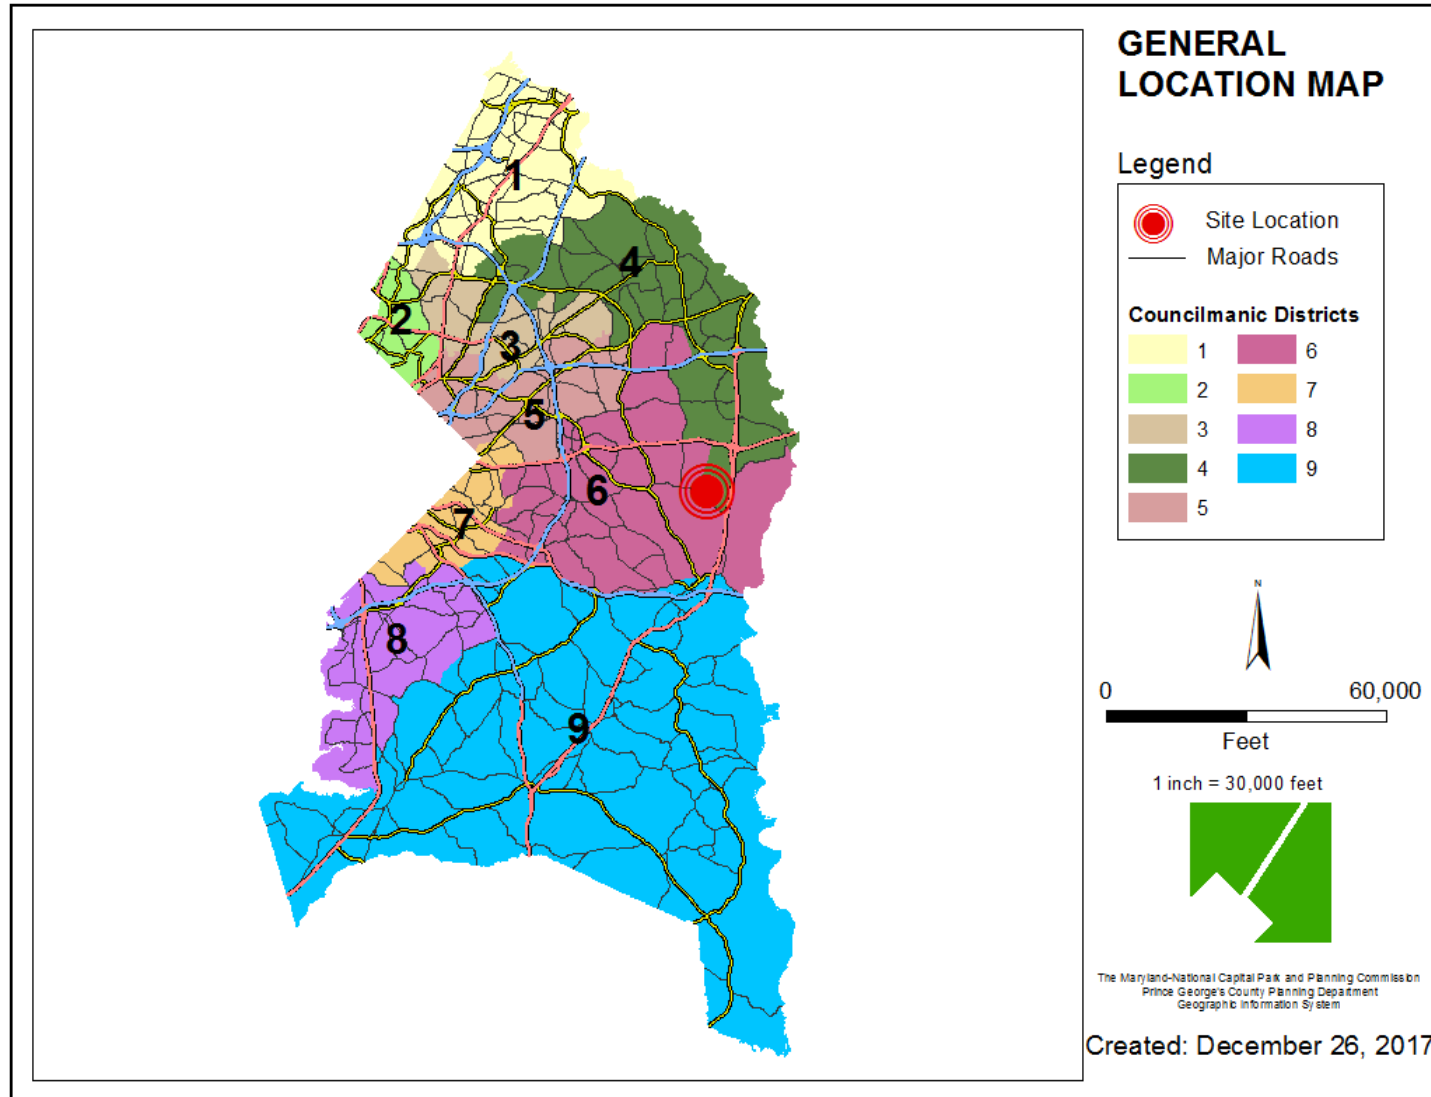 GENERAL
LOCATION MAP
Legend
Site Location
Major Roads
Councilmanic Districts
1 6
2 7
3 8
4 9
5
1
4
2
3
5
6
7
8
9
N
0 60,000
Feet
1 inch = 30,000 feet
The Maryland-National Capital Park and Planning Commission
Prince George's County Planning Department
Geographic Information System
Created: December 26, 2017